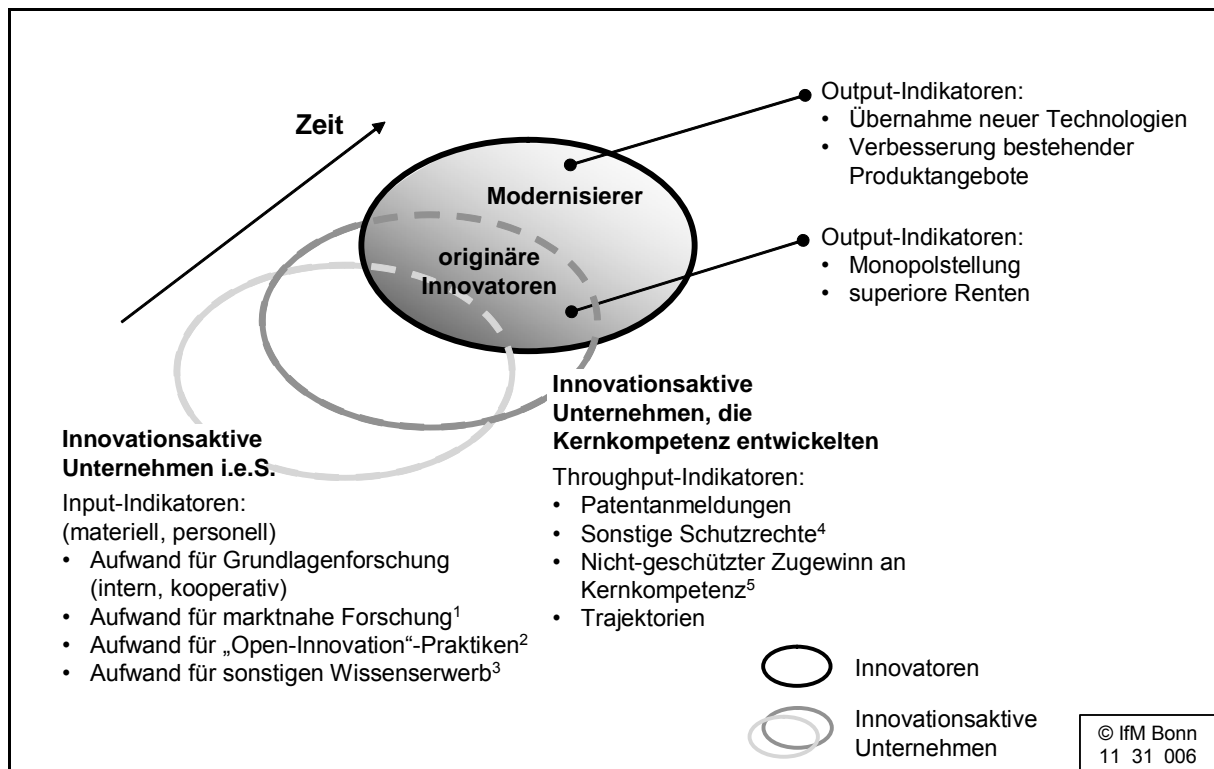 Zeit
Modernisierer
originäre
Innovatoren
Output-Indikatoren:
• Übernahme neuer Technologien
• Verbesserung bestehender
Produktangebote
Output-Indikatoren:
• Monopolstellung
• superiore Renten
Innovationsaktive
Unternehmen i.e.S.
Input-Indikatoren:
(materiell, personell)
• Aufwand für Grundlagenforschung
(intern, kooperativ)
• Aufwand für marktnahe Forschung¹
• Aufwand für „Open-Innovation“-Praktiken²
• Aufwand für sonstigen Wissenserwerb³
Innovationsaktive
Unternehmen, die
Kernkompetenz entwickelten
Throughput-Indikatoren:
• Patentanmeldungen
• Sonstige Schutzrechte⁴
• Nicht-geschützter Zugewinn an
Kernkompetenz⁵
• Trajektorien
Innovatoren
Innovationsaktive
Unternehmen
© IfM Bonn
11 31 006